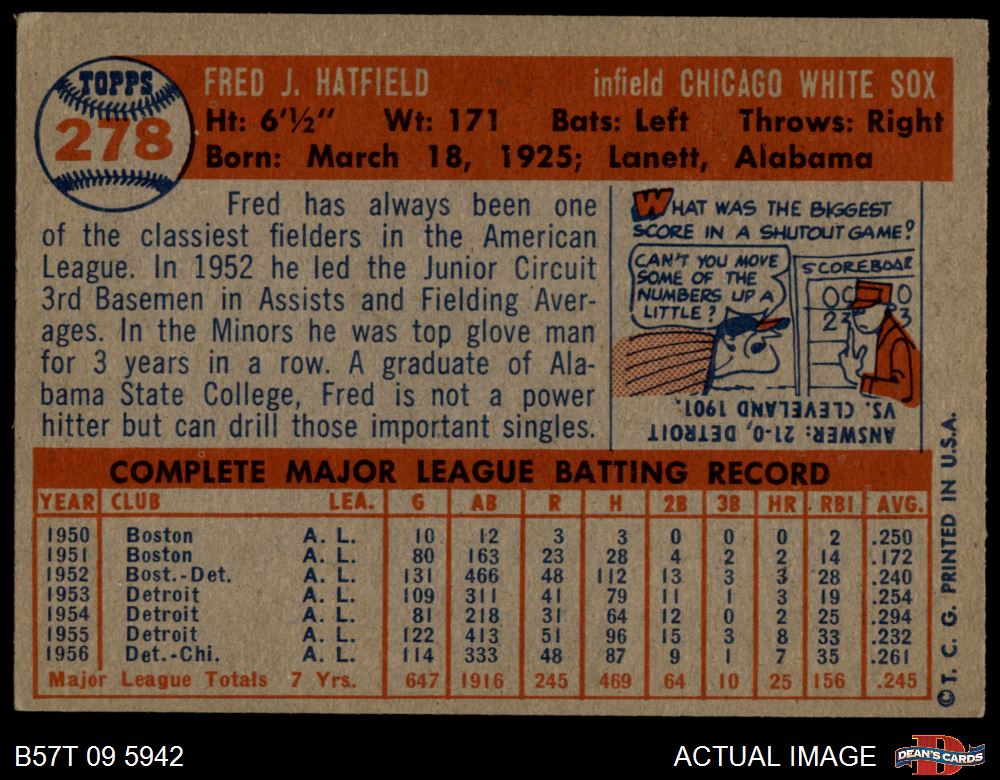 TOPPS
278
FRED J. HATFIELD infield CHICAGO WHITE SOX
Ht: 6'½" Wt: 171 Bats: Left Throws: Right
Born: March 18, 1925; Lanett, Alabama
Fred has always been one
of the classiest fielders in the American
League. In 1952 he led the Junior Circuit
3rd Basemen in Assists and Fielding Aver-
ages. In the Minors he was top glove man
for 3 years in a row. A graduate of Ala-
bama State College, Fred is not a power
hitter but can drill those important singles.
WHAT WAS THE BIGGEST
SCORE IN A SHUTOUT GAME?
CAN'T YOU MOVE
SOME OF THE
NUMBERS UP A
LITTLE?
SCOREBOAR
ANSWER: 21-0, DETROIT
VS. CLEVELAND 1901.
COMPLETE MAJOR LEAGUE BATTING RECORD
YEAR CLUB LEA. G AB R H 2B 3B HR RBI AVG.
1950 Boston A. L. 10 12 3 3 0 0 0 2 .250
1951 Boston A. L. 80 163 23 28 4 2 2 14 .172
1952 Bost.-Det. A. L. 131 466 48 112 13 3 3 28 .240
1953 Detroit A. L. 109 311 41 79 11 1 3 19 .254
1954 Detroit A. L. 81 218 31 64 12 0 2 25 .294
1955 Detroit A. L. 122 413 51 96 15 3 8 33 .232
1956 Det.-Chi. A. L. 114 333 48 87 9 1 7 35 .261
Major League Totals 7 Yrs. 647 1916 245 469 64 10 25 156 .245
©T. C. G. PRINTED IN U.S.A.
B57T 09 5942
ACTUAL IMAGE
DEAN'S CARDS